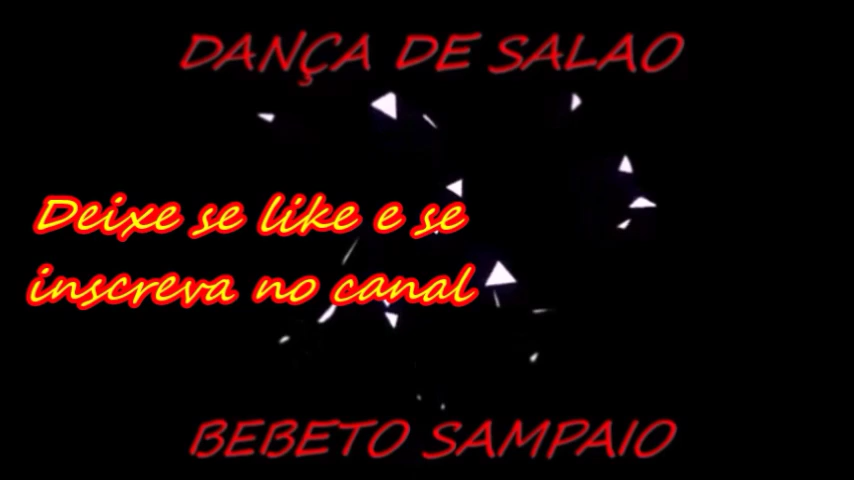 DANÇA DE SALAO
Deixe se like e se
inscreva no canal
BEBETO SAMPAIO